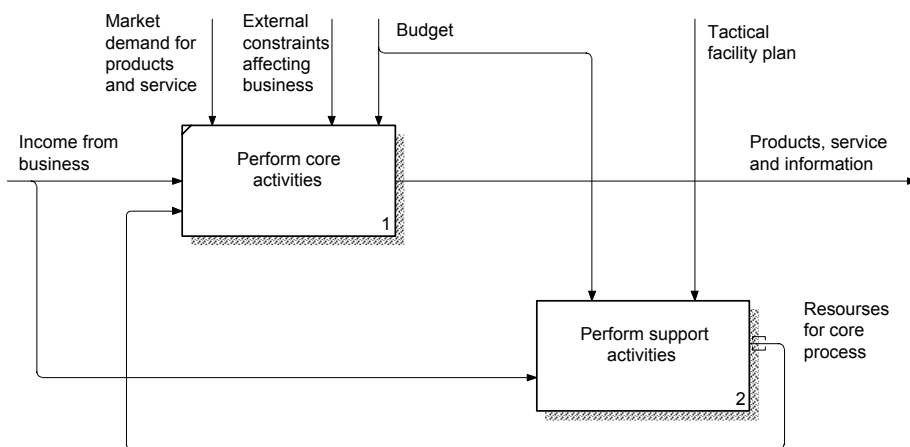 Market
demand for
products
and service
External
constraints
affecting
business
Budget
Tactical
facility plan
Income from
business
Perform core
activities
1
Products, service
and information
Perform support
activities
2
Resourses
for core
process